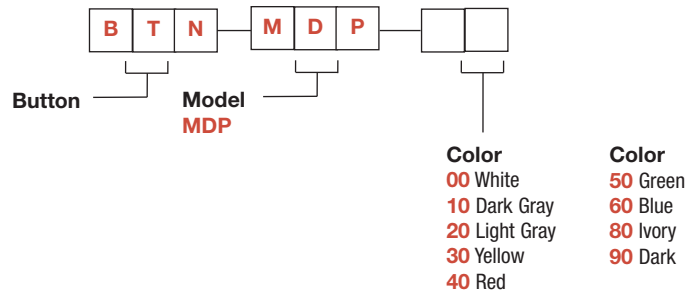 B T N M D P
Button
Model
MDP
Color
00 White
10 Dark Gray
20 Light Gray
30 Yellow
40 Red
Color
50 Green
60 Blue
80 Ivory
90 Dark